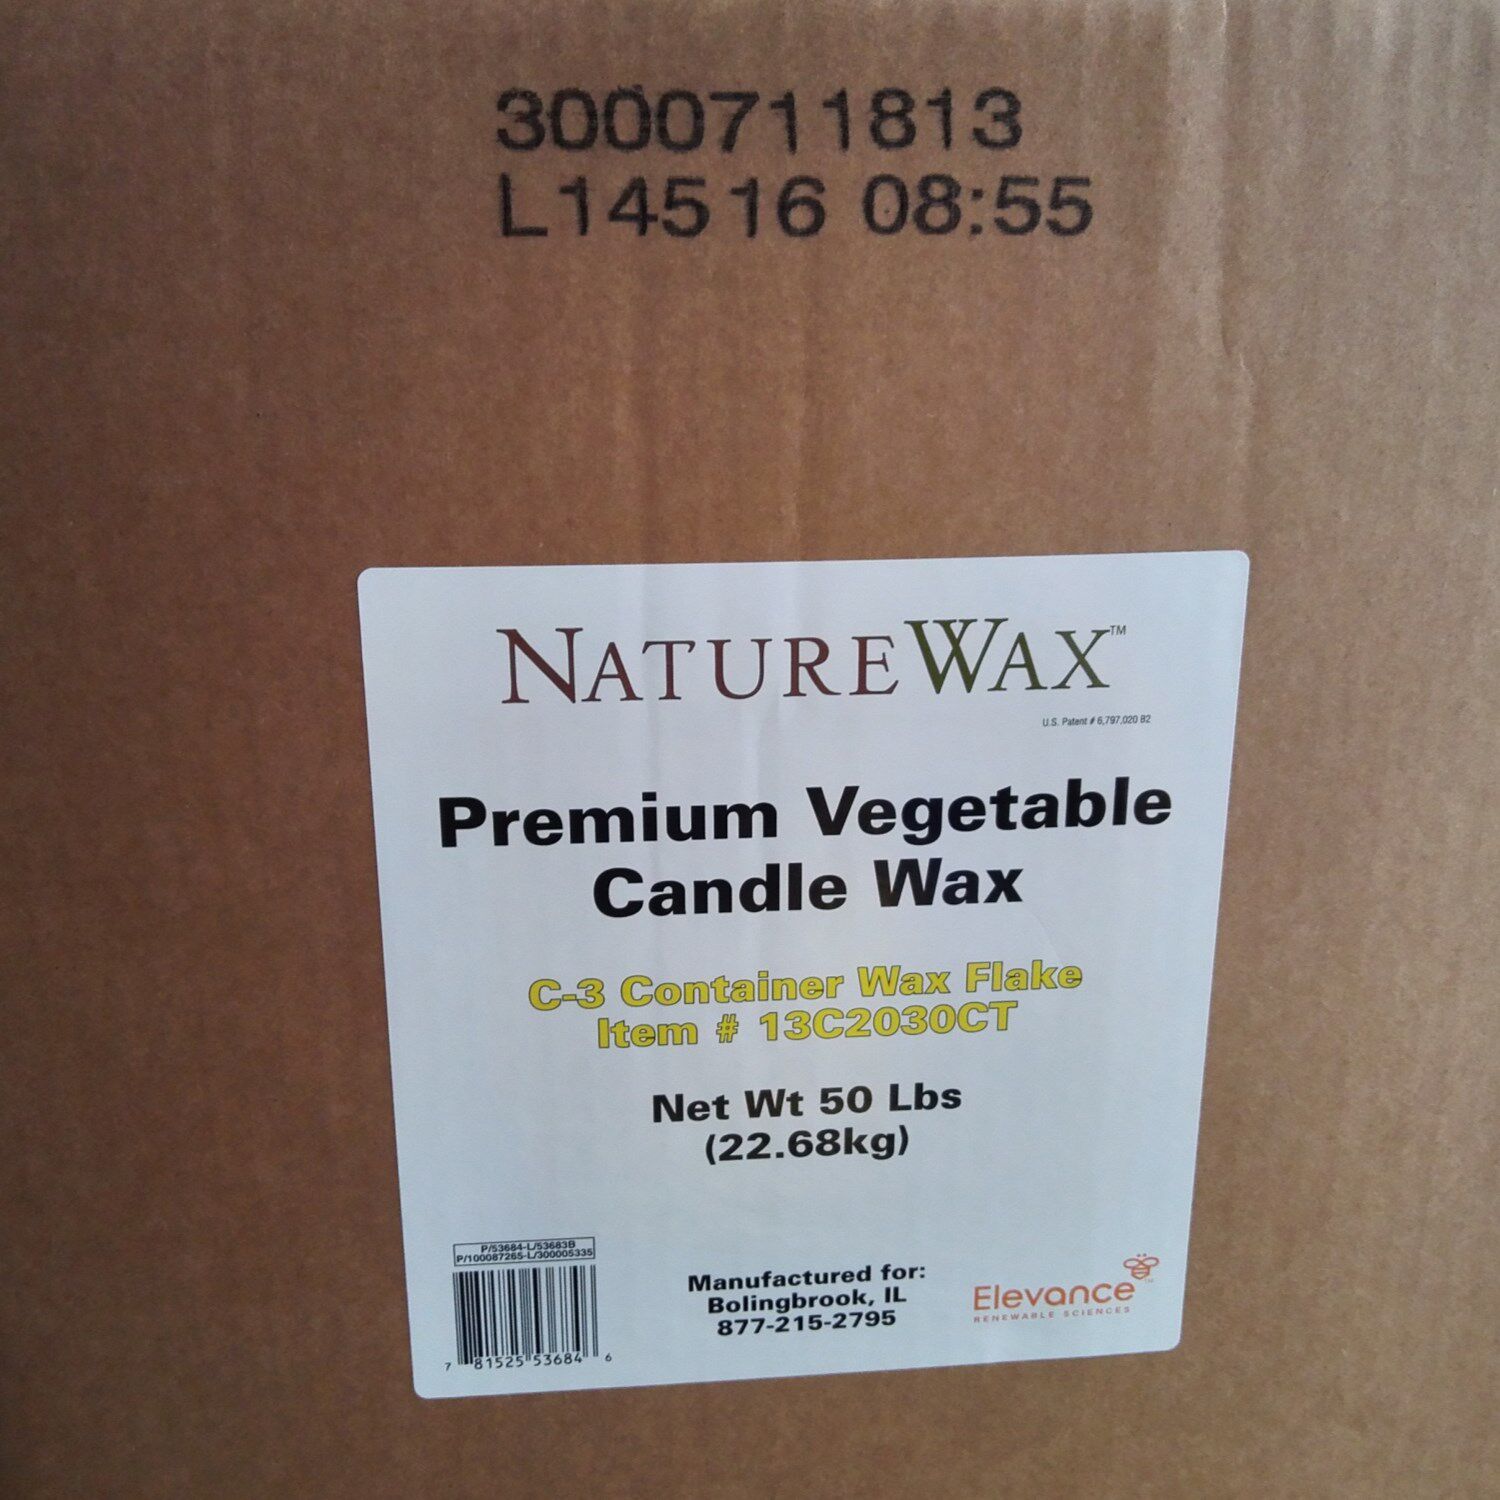 3000711813
L14516 08:55
NATUREWAX™
U.S. Patent # 6,797,020 B2
Premium Vegetable
Candle Wax
C-3 Container Wax Flake
Item # 13C2030CT
Net Wt 50 Lbs
(22.68kg)
P/53684-L/53683B
P/100087265-L/300005335
7 81525 53684 6
Manufactured for:
Bolingbrook, IL
877-215-2795
Elevance™
RENEWABLE SCIENCES